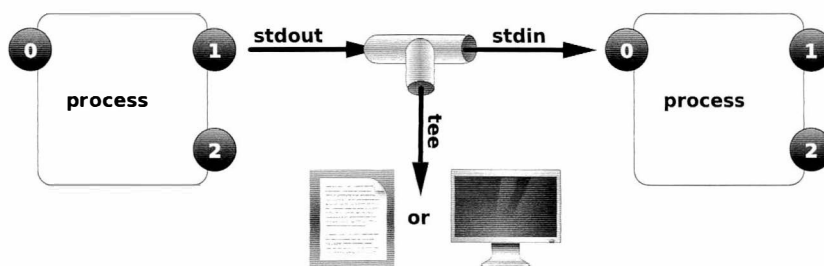 0 1 stdout stdin 0 1
process process
tee
2 2
or